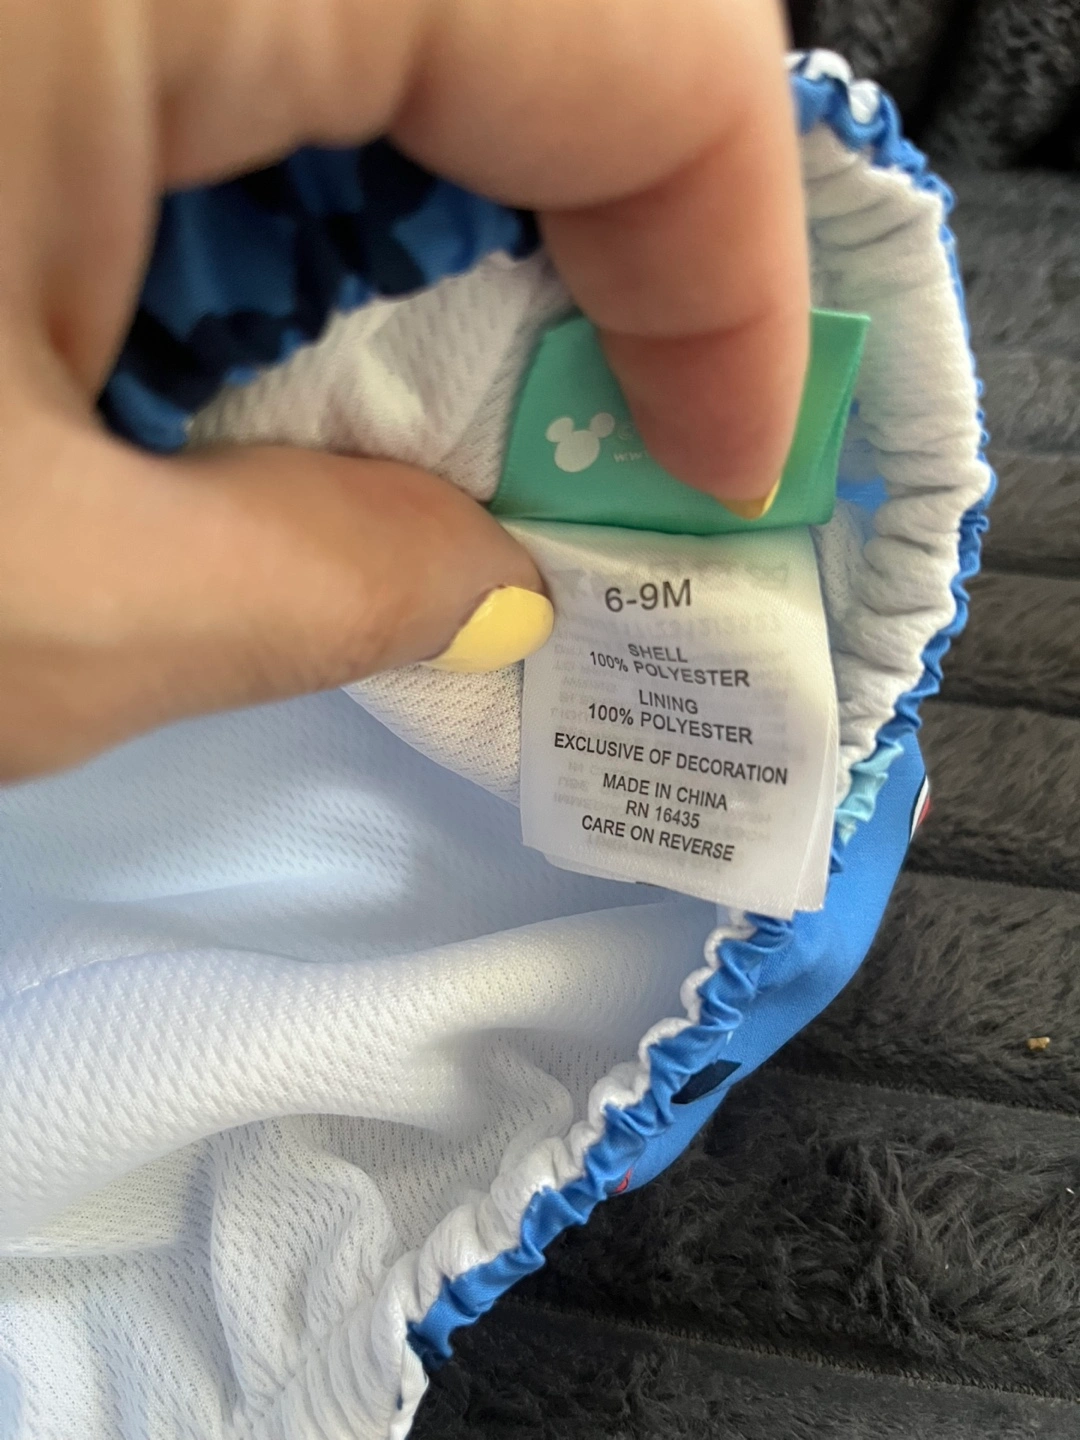 6-9M
SHELL
100% POLYESTER
LINING
100% POLYESTER
EXCLUSIVE OF DECORATION
MADE IN CHINA
RN 16435
CARE ON REVERSE